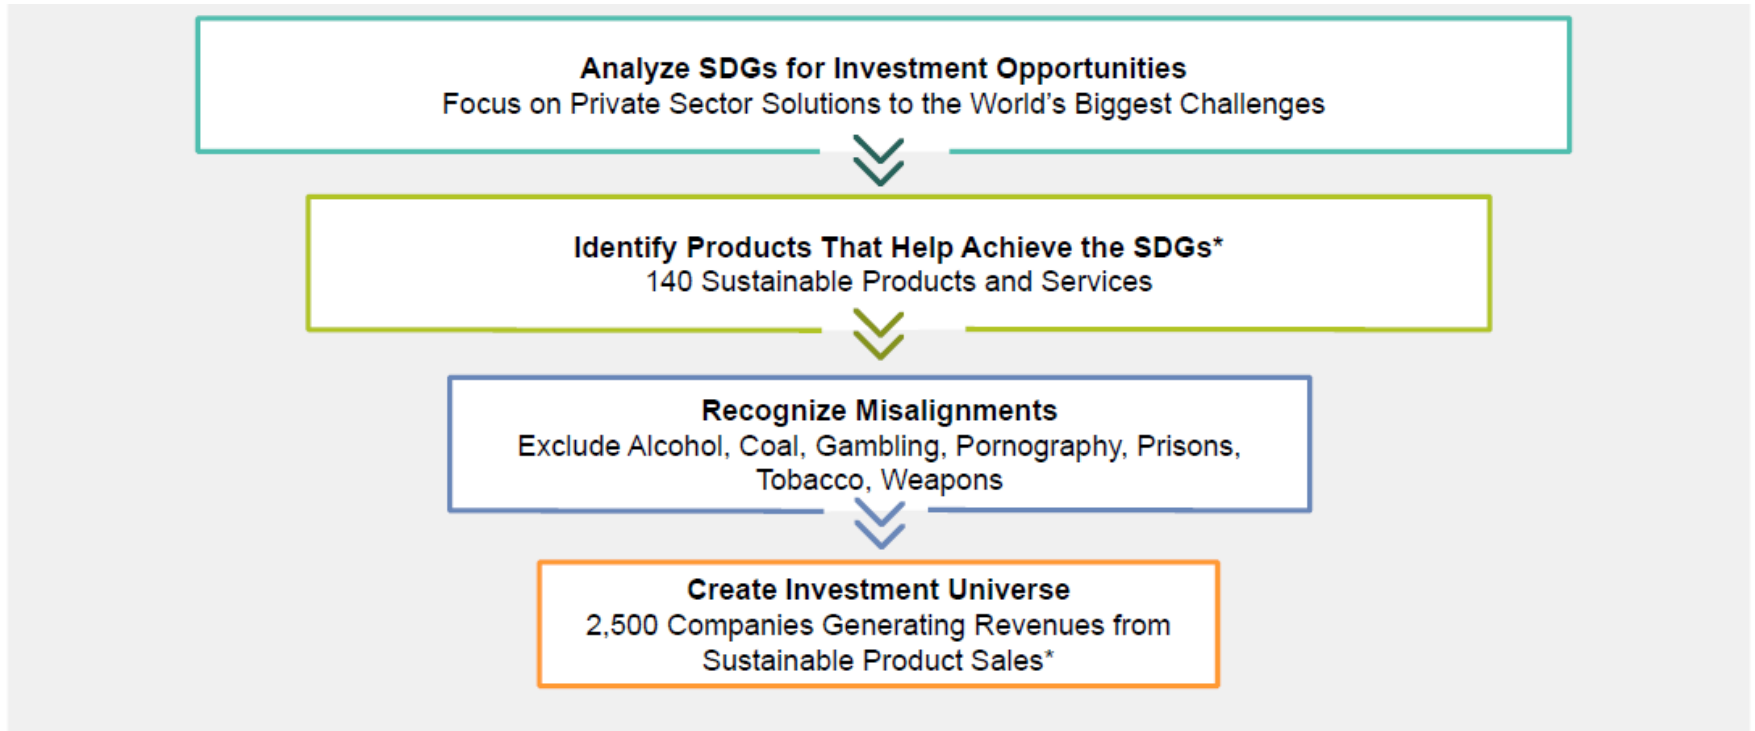 Analyze SDGs for Investment Opportunities
Focus on Private Sector Solutions to the World's Biggest Challenges
Identify Products That Help Achieve the SDGs*
140 Sustainable Products and Services
Recognize Misalignments
Exclude Alcohol, Coal, Gambling, Pornography, Prisons,
Tobacco, Weapons
Create Investment Universe
2,500 Companies Generating Revenues from
Sustainable Product Sales*